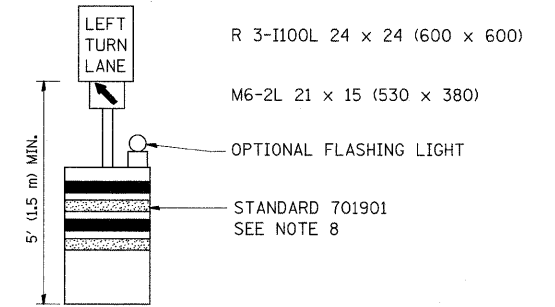 LEFT
TURN
LANE
R 3-I100L 24 x 24 (600 x 600)
M6-2L 21 x 15 (530 x 380)
OPTIONAL FLASHING LIGHT
STANDARD 701901
SEE NOTE 8
5' (1.5 m) MIN.